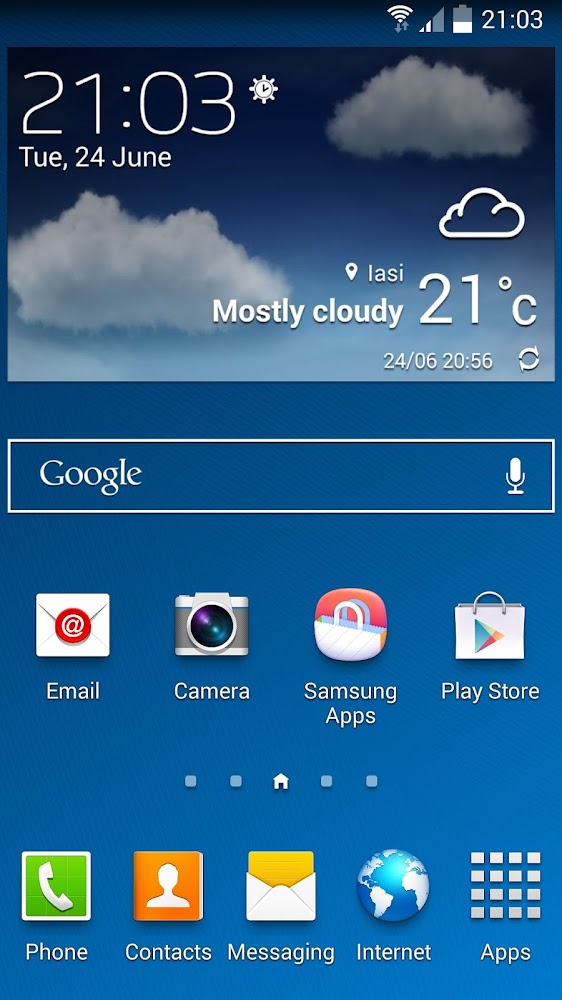 21:03
21:03
Tue, 24 June
Iasi
Mostly cloudy 21°c
24/06 20:56
Google
@
Email Camera Samsung Apps Play Store
Phone Contacts Messaging Internet Apps